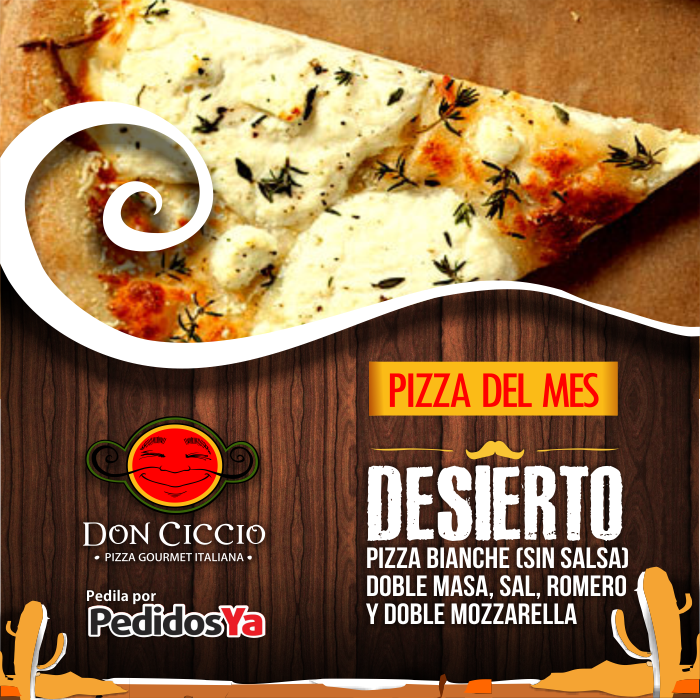 PIZZA DEL MES
DESIERTO
PIZZA BIANCHE (SIN SALSA)
DOBLE MASA, SAL, ROMERO
Y DOBLE MOZZARELLA
DON CICCIO
• PIZZA GOURMET ITALIANA •
Pedila por
PedidosYa